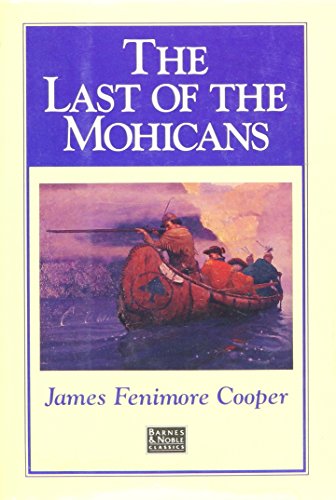 THE
LAST OF THE
MOHICANS
James Fenimore Cooper
BARNES
& NOBLE
CLASSICS